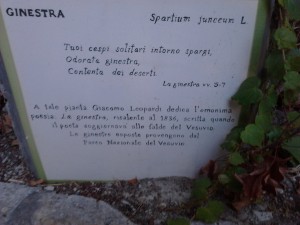 GINESTRA
Spartium junceum L.
Tuoi cespi solitari intorno spargi,
Odorata ginestra,
Contenta dei deserti.
La ginestra vv. 5-7
A tale pianta Giacomo Leopardi dedica l'omonima
poesia. La ginestra, risalente al 1836, scritta quando
il poeta soggiornava alle falde del Vesuvio.
Le ginestre esposte provengono dal
Parco Nazionale del Vesuvio